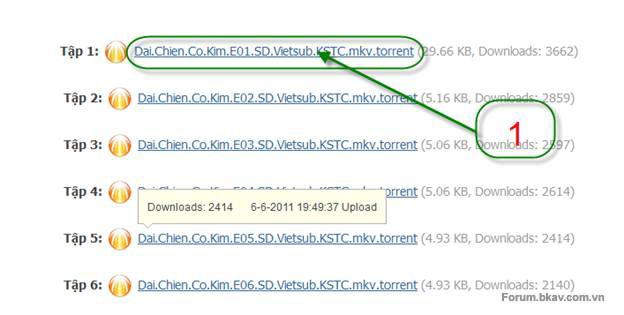 Tập 1: Dai.Chien.Co.Kim.E01.SD.Vietsub.KSTC.mkv.torrent (29.66 KB, Downloads: 3662)
Tập 2: Dai.Chien.Co.Kim.E02.SD.Vietsub.KSTC.mkv.torrent (5.16 KB, Downloads: 2859)
1
Tập 3: Dai.Chien.Co.Kim.E03.SD.Vietsub.KSTC.mkv.torrent (5.06 KB, Downloads: 2597)
Tập 4: Dai.Chien.Co.Kim.E04.SD.Vietsub.KSTC.mkv.torrent (5.06 KB, Downloads: 2614)
Downloads: 2414 6-6-2011 19:49:37 Upload
Tập 5: Dai.Chien.Co.Kim.E05.SD.Vietsub.KSTC.mkv.torrent (4.93 KB, Downloads: 2414)
Tập 6: Dai.Chien.Co.Kim.E06.SD.Vietsub.KSTC.mkv.torrent (4.93 KB, Downloads: 2140)
Forum.bkav.com.vn